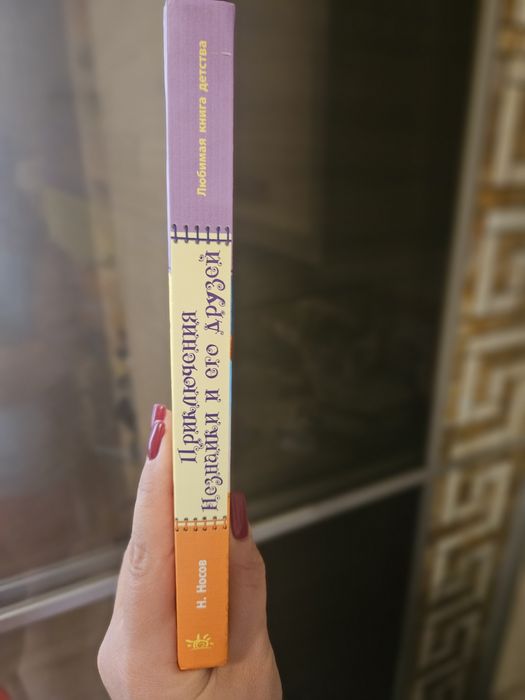 Любимая книга детства
Приключения
Незнайки и его друзей
Н. Носов